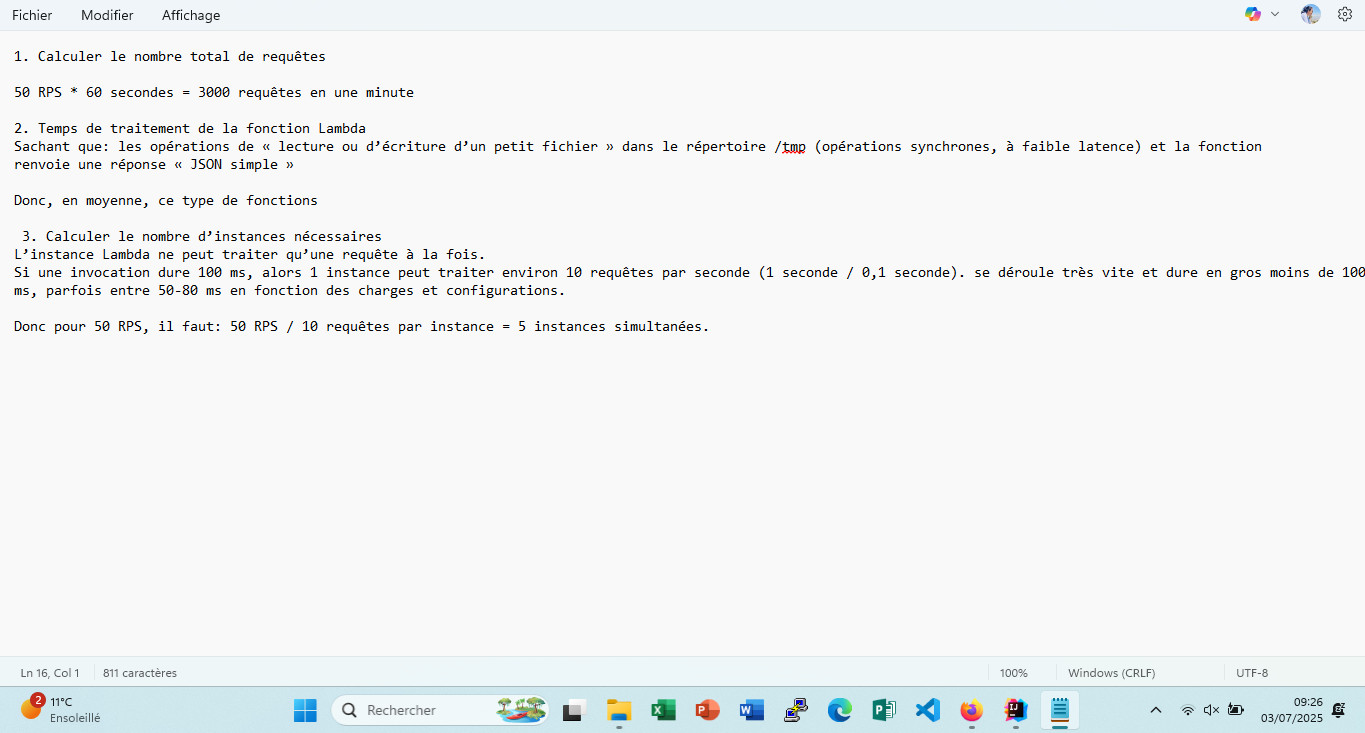 Fichier Modifier Affichage
1. Calculer le nombre total de requêtes
50 RPS * 60 secondes = 3000 requêtes en une minute
2. Temps de traitement de la fonction Lambda
Sachant que: les opérations de « lecture ou d’écriture d’un petit fichier » dans le répertoire /tmp (opérations synchrones, à faible latence) et la fonction
renvoie une réponse « JSON simple »
Donc, en moyenne, ce type de fonctions
3. Calculer le nombre d’instances nécessaires
L’instance Lambda ne peut traiter qu’une requête à la fois.
Si une invocation dure 100 ms, alors 1 instance peut traiter environ 10 requêtes par seconde (1 seconde / 0,1 seconde). se déroule très vite et dure en gros moins de 100
ms, parfois entre 50-80 ms en fonction des charges et configurations.
Donc pour 50 RPS, il faut: 50 RPS / 10 requêtes par instance = 5 instances simultanées.
Ln 16, Col 1 811 caractères 100% Windows (CRLF) UTF-8
2 11°C Rechercher 09:26
Ensoleillé 03/07/2025